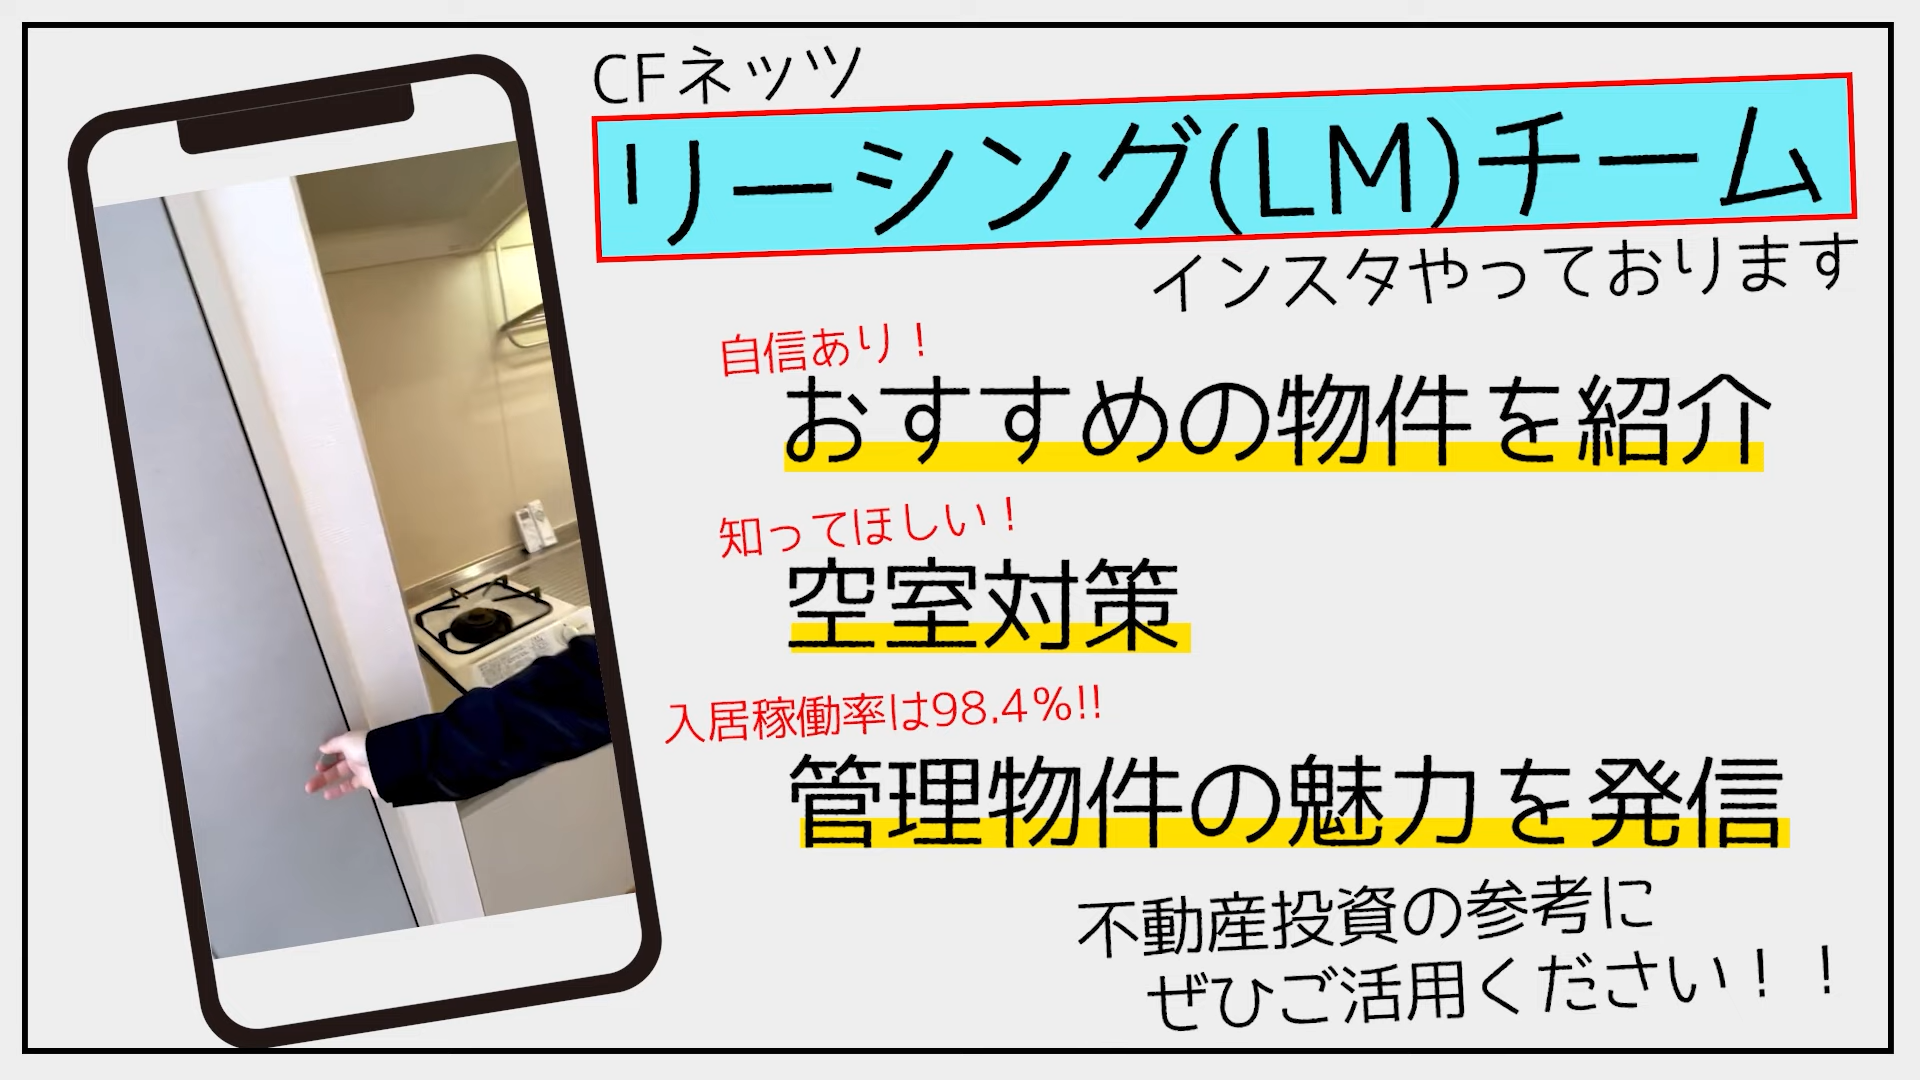 CFネッツ
リーシング(LM)チーム
インスタやっております
自信あり！
おすすめの物件を紹介
知ってほしい！
空室対策
入居稼働率は98.4%!!
管理物件の魅力を発信
不動産投資の参考に
ぜひご活用ください！！